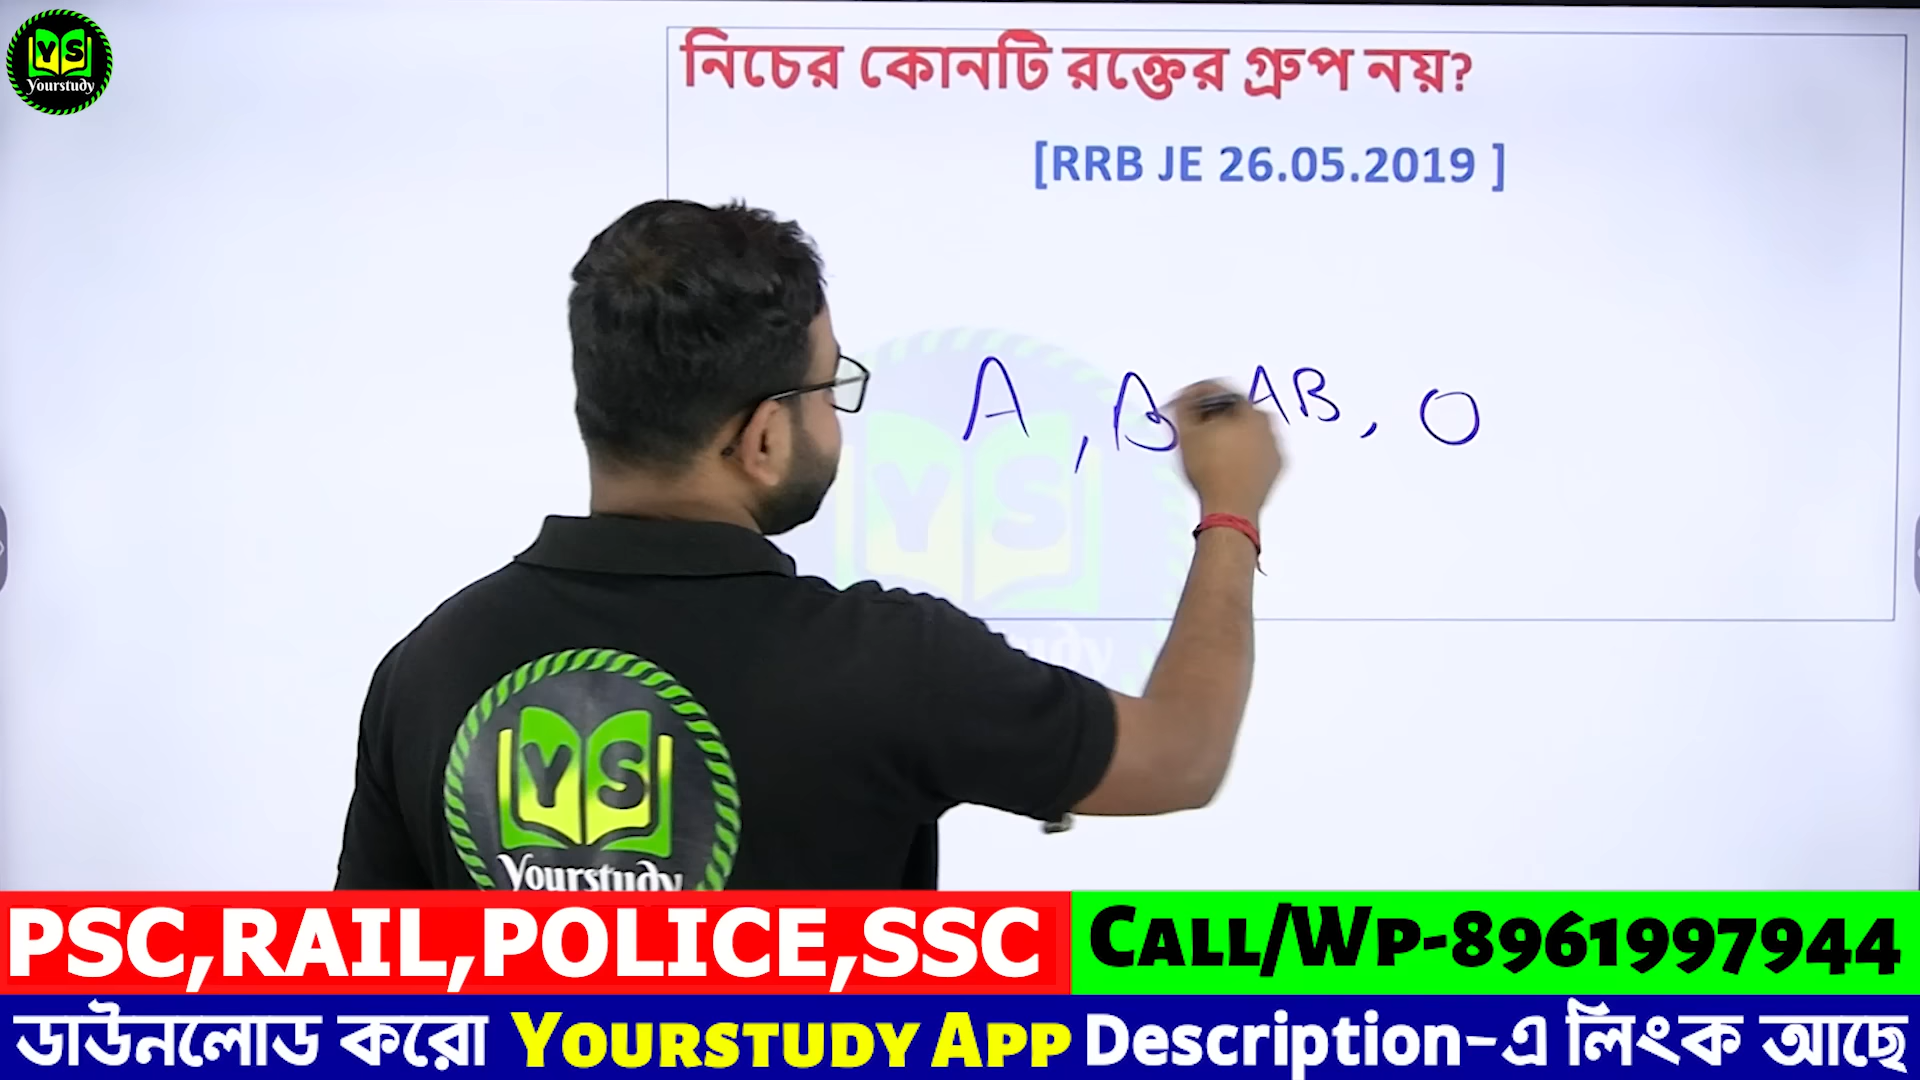 YS
Yourstudy
নিচের কোনটি রক্তের গ্রুপ নয়?
[RRB JE 26.05.2019 ]
A , B AB , O
YS
YS
Yourstudy
PSC,RAIL,POLICE,SSC
CALL/WP-8961997944
ডাউনলোড করো YOURSTUDY APP Description-এ লিংক আছে